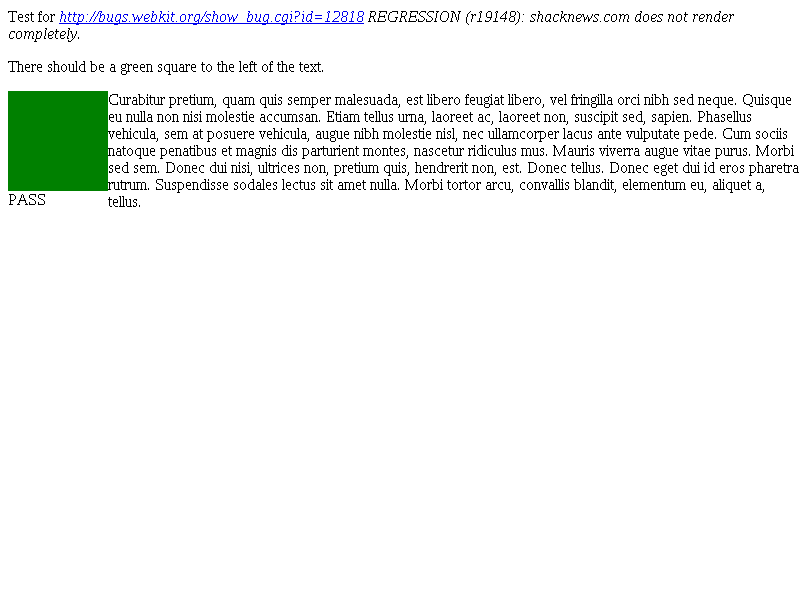 Test for http://bugs.webkit.org/show_bug.cgi?id=12818 REGRESSION (r19148): shacknews.com does not render
completely.
There should be a green square to the left of the text.
Curabitur pretium, quam quis semper malesuada, est libero feugiat libero, vel fringilla orci nibh sed neque. Quisque
eu nulla non nisi molestie accumsan. Etiam tellus urna, laoreet ac, laoreet non, suscipit sed, sapien. Phasellus
vehicula, sem at posuere vehicula, augue nibh molestie nisl, nec ullamcorper lacus ante vulputate pede. Cum sociis
natoque penatibus et magnis dis parturient montes, nascetur ridiculus mus. Mauris viverra augue vitae purus. Morbi
sed sem. Donec dui nisi, ultrices non, pretium quis, hendrerit non, est. Donec tellus. Donec eget dui id eros pharetra
rutrum. Suspendisse sodales lectus sit amet nulla. Morbi tortor arcu, convallis blandit, elementum eu, aliquet a,
tellus.
PASS